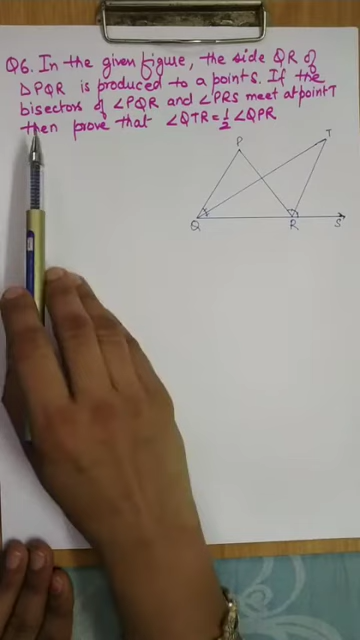 Q6. In the given figure, the side QR of
ΔPQR is produced to a points. If the
bisectors of ∠PQR and ∠PRS meet at point T
then prove that ∠QTR = 1/2 ∠QPR
T
P
Q R S